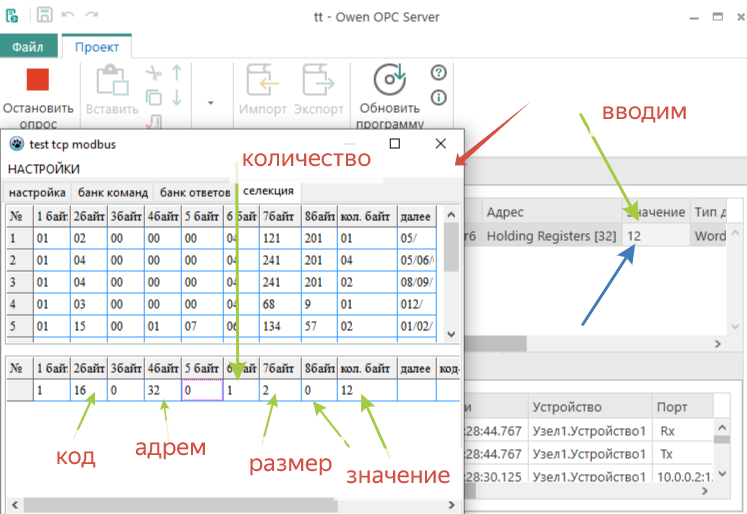 tt - Owen OPC Server
Файл
Проект
Остановить опрос
Вставить
Импорт
Экспорт
Обновить программу
test tcp modbus
НАСТРОЙКИ
количество
вводим
настройка банк команд банк ответов селекция
№ 1 байт 2байт 3байт 4байт 5 байт 6 байт 7байт 8байт кол. байт далее
1 01 02 00 00 00 04 121 201 01 05/
2 01 04 00 00 00 04 241 201 04 05/06/
3 01 04 00 00 00 04 241 201 02 08/09/
4 01 03 00 00 00 04 68 9 01 012/
5 01 15 00 01 07 06 134 57 02 01/02/
Адрес Значение Тип д
r6 Holding Registers [32] 12 Word
№ 1 байт 2байт 3байт 4байт 5 байт 6 байт 7байт 8байт кол. байт далее код-
1 16 0 32 0 1 2 0 12
код
адрем
размер
значение
и Устройство Порт
:28:44.767 Узел1.Устройство1 Rx
:28:44.767 Узел1.Устройство1 Tx
:28:30.125 Узел1.Устройство1 10.0.0.2:1